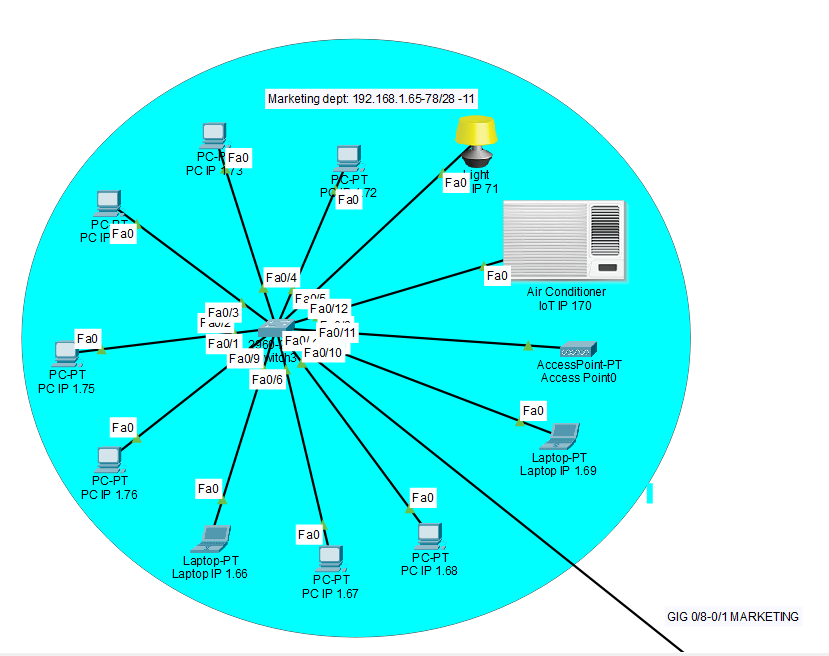 Marketing dept: 192.168.1.65-78/28 -11
Fa0
PC-PT
Fa0
Light
IP 71
Fa0
Fa0
PC IP
Fa0
Fa0
Air Conditioner
IoT IP 170
Fa0/4
Fa0/12
Fa0/3
Fa0/11
Fa0/1
Fa0/10
Fa0/9
Fa0/6
Fa0
PC-PT
PC IP 1.75
AccessPoint-PT
Access Point0
Fa0
Laptop-PT
Laptop IP 1.69
Fa0
PC-PT
PC IP 1.76
Fa0
Laptop-PT
Laptop IP 1.66
Fa0
PC-PT
PC IP 1.67
Fa0
PC-PT
PC IP 1.68
GIG 0/8-0/1 MARKETING